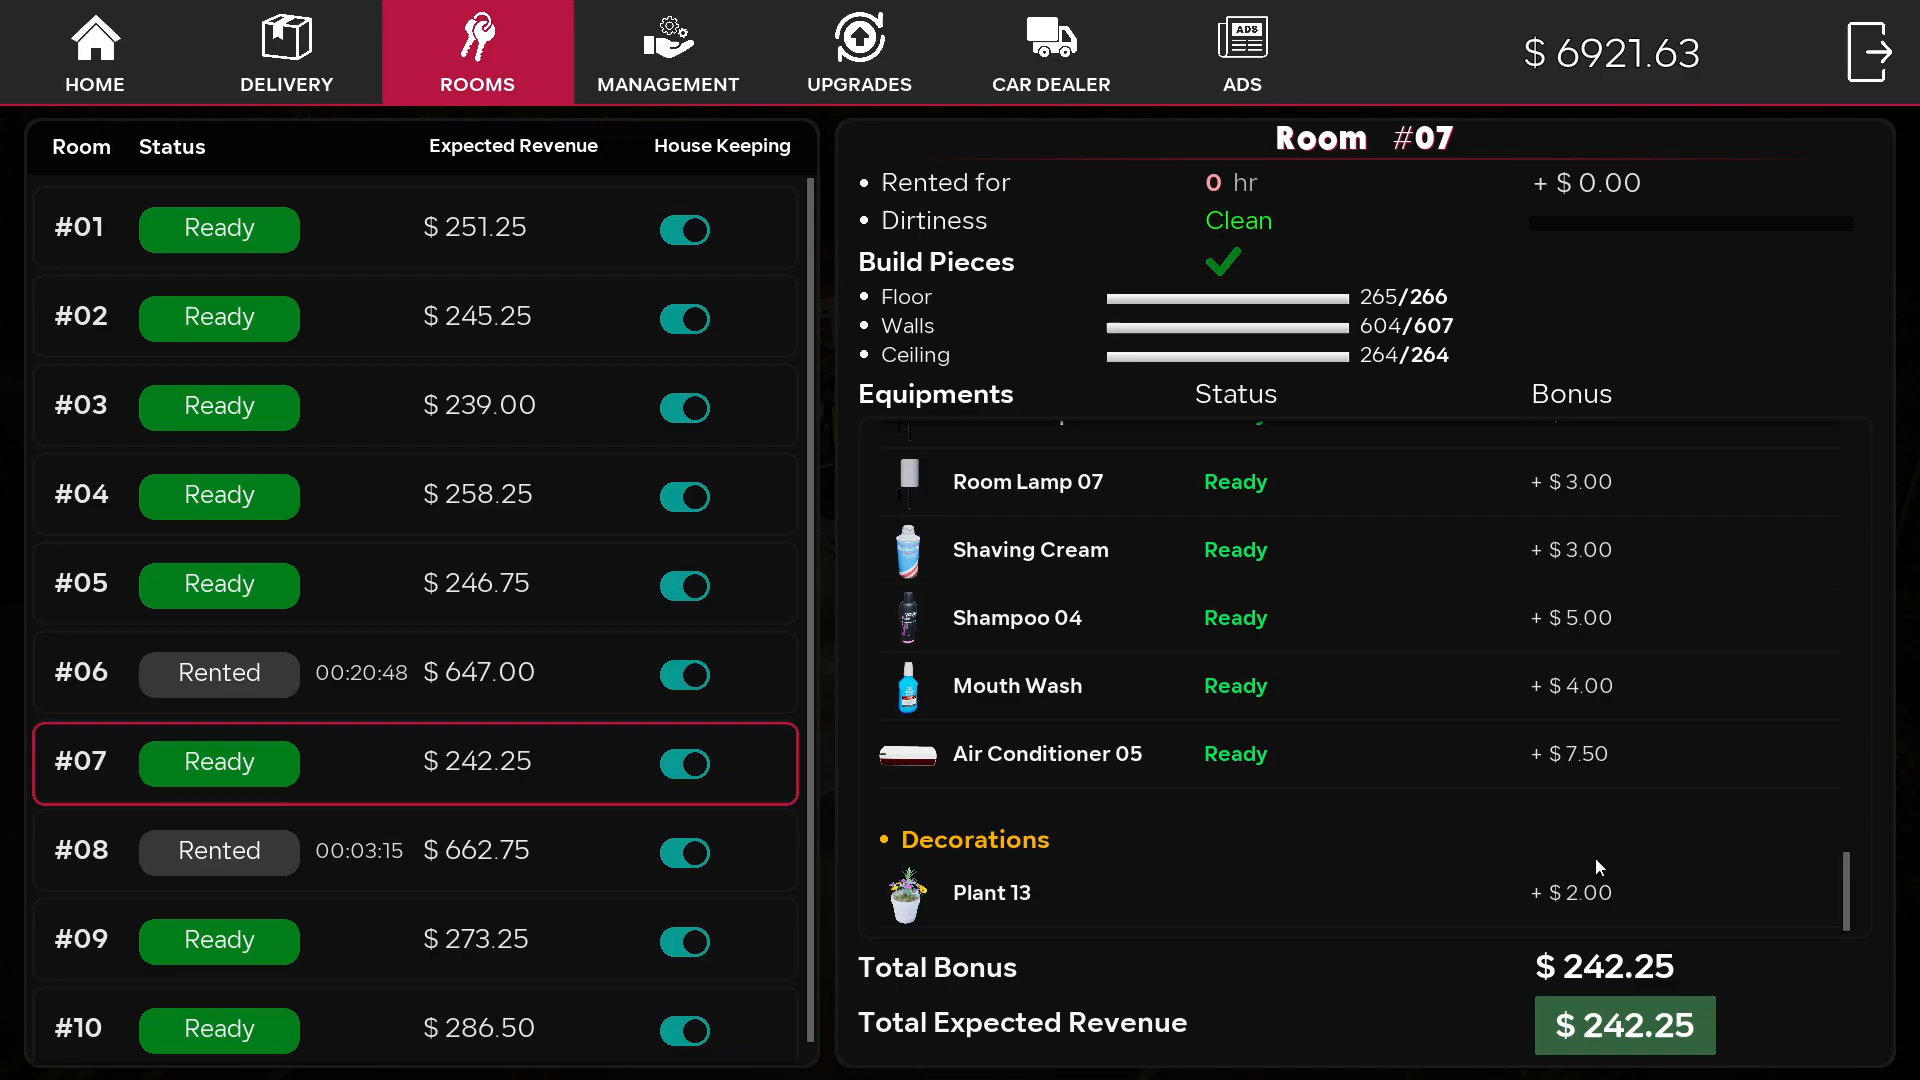 HOME
DELIVERY
ROOMS
MANAGEMENT
UPGRADES
CAR DEALER
ADS
ADS
$ 6921.63
Room Status Expected Revenue House Keeping
#01 Ready $ 251.25
#02 Ready $ 245.25
#03 Ready $ 239.00
#04 Ready $ 258.25
#05 Ready $ 246.75
#06 Rented 00:20:48 $ 647.00
#07 Ready $ 242.25
#08 Rented 00:03:15 $ 662.75
#09 Ready $ 273.25
#10 Ready $ 286.50
Room #07
• Rented for 0 hr + $ 0.00
• Dirtiness Clean
Build Pieces
• Floor 265/266
• Walls 604/607
• Ceiling 264/264
Equipments Status Bonus
Room Lamp 07 Ready + $ 3.00
Shaving Cream Ready + $ 3.00
Shampoo 04 Ready + $ 5.00
Mouth Wash Ready + $ 4.00
Air Conditioner 05 Ready + $ 7.50
• Decorations
Plant 13 + $ 2.00
Total Bonus $ 242.25
Total Expected Revenue $ 242.25